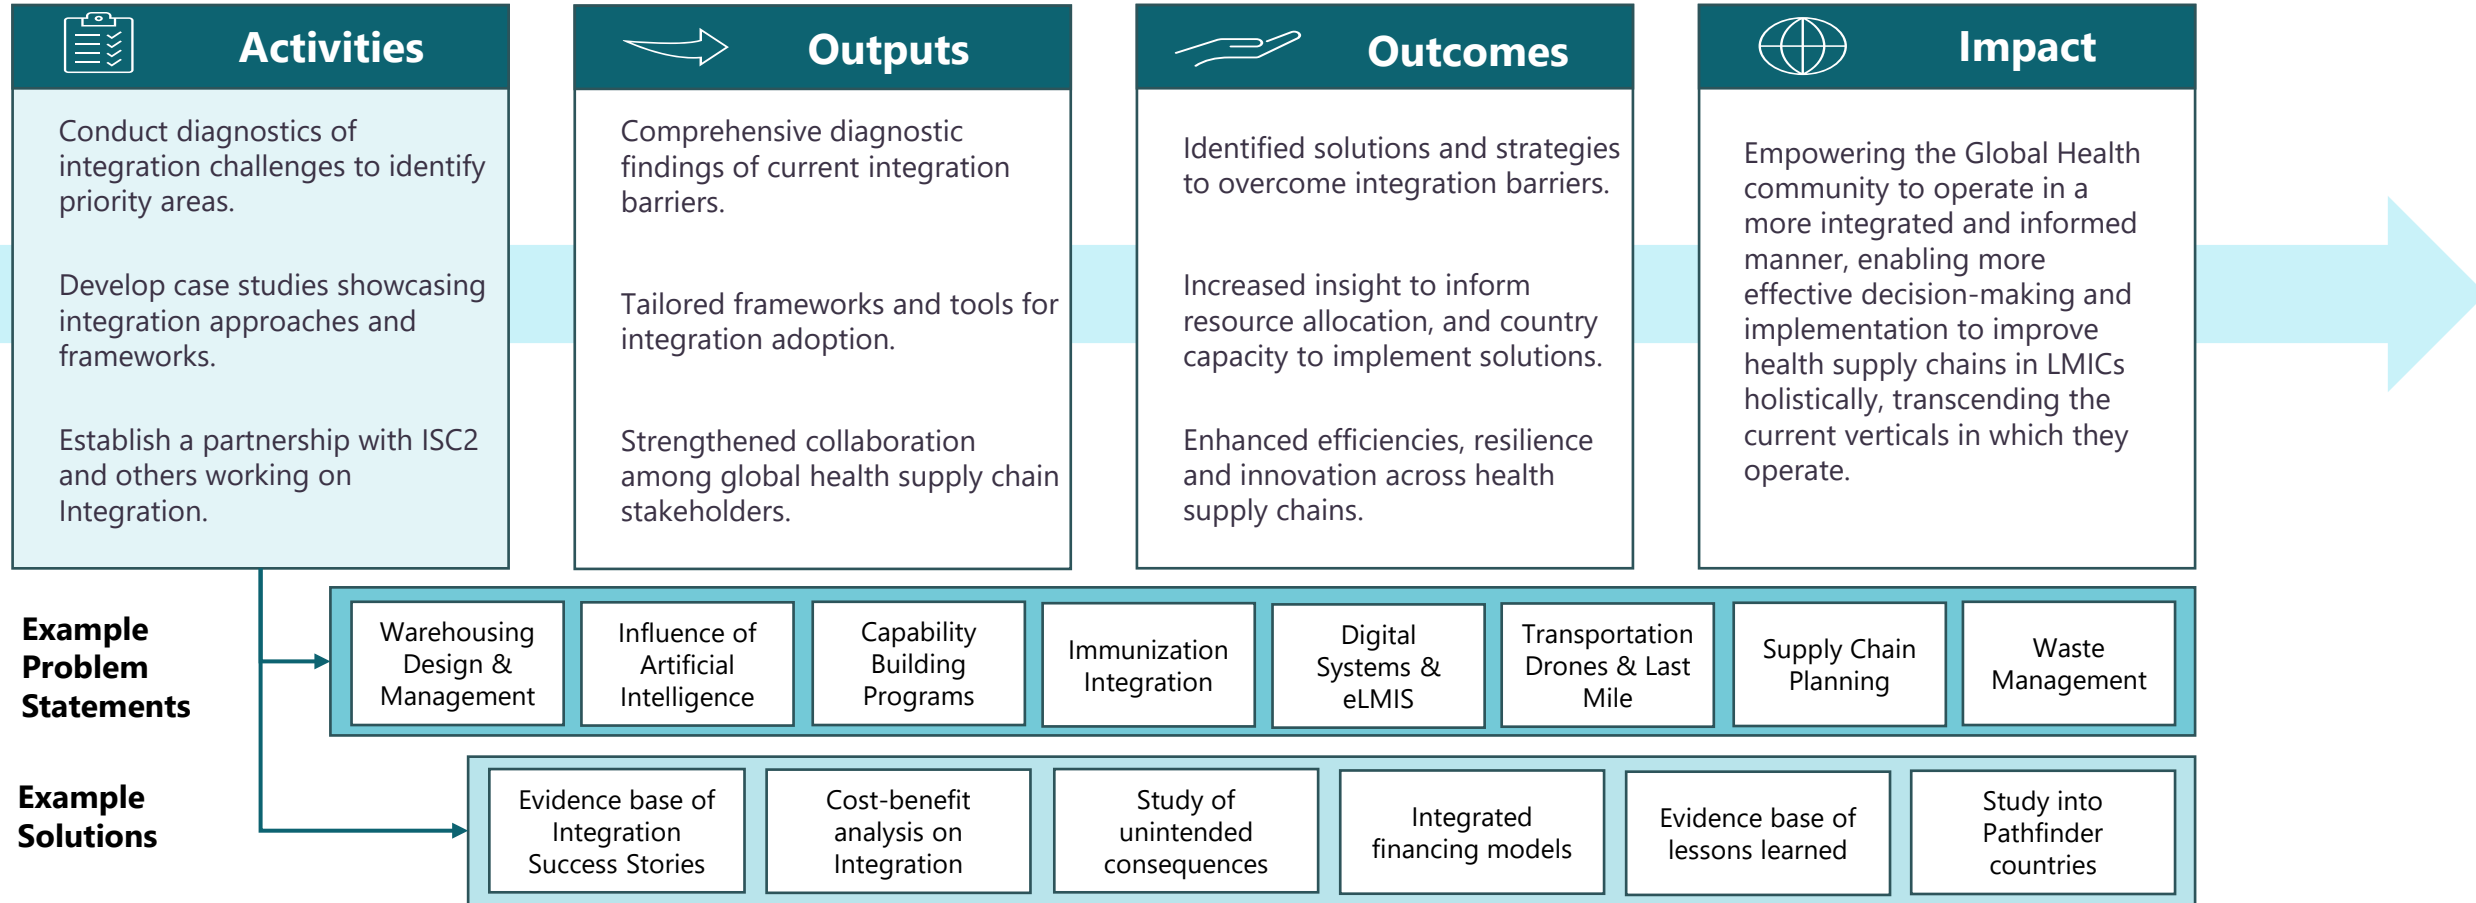 Activities
Conduct diagnostics of
integration challenges to identify
priority areas.
Develop case studies showcasing
integration approaches and
frameworks.
Establish a partnership with ISC2
and others working on
Integration.
Outputs
Comprehensive diagnostic
findings of current integration
barriers.
Tailored frameworks and tools for
integration adoption.
Strengthened collaboration
among global health supply chain
stakeholders.
Outcomes
Identified solutions and strategies
to overcome integration barriers.
Increased insight to inform
resource allocation, and country
capacity to implement solutions.
Enhanced efficiencies, resilience
and innovation across health
supply chains.
Impact
Empowering the Global Health
community to operate in a
more integrated and informed
manner, enabling more
effective decision-making and
implementation to improve
health supply chains in LMICs
holistically, transcending the
current verticals in which they
operate.
Example
Problem
Statements
Warehousing
Design &
Management
Influence of
Artificial
Intelligence
Capability
Building
Programs
Immunization
Integration
Digital
Systems &
eLMIS
Transportation
Drones & Last
Mile
Supply Chain
Planning
Waste
Management
Example
Solutions
Evidence base of
Integration
Success Stories
Cost-benefit
analysis on
Integration
Study of
unintended
consequences
Integrated
financing models
Evidence base of
lessons learned
Study into
Pathfinder
countries